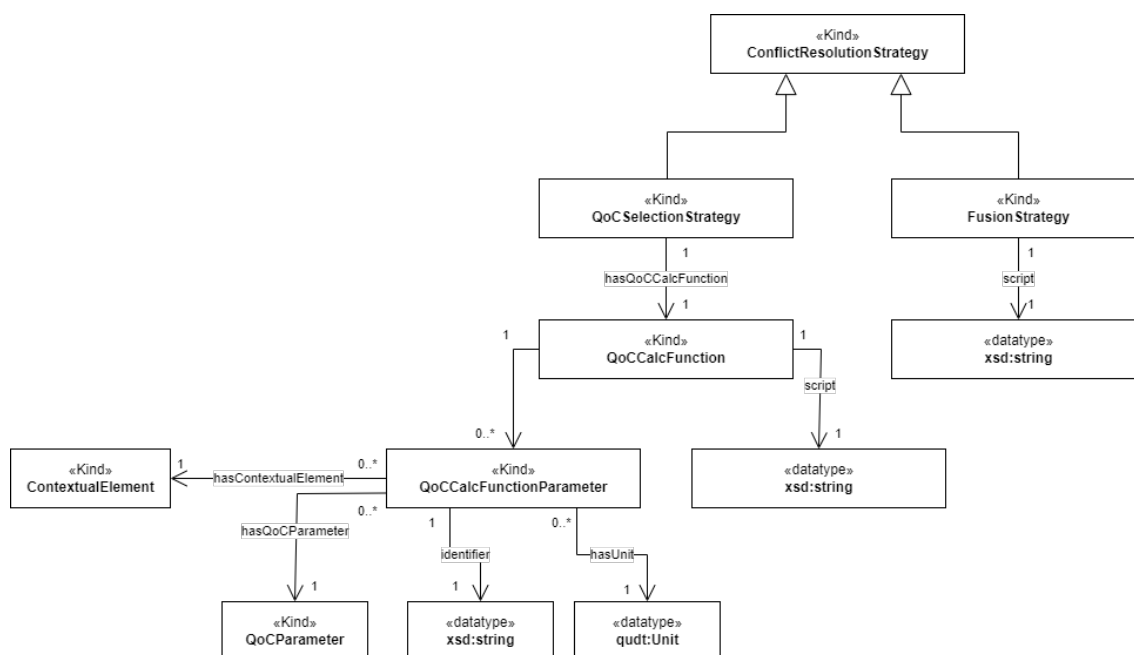 «Kind»
ConflictResolutionStrategy
«Kind»
QoCSelectionStrategy
«Kind»
FusionStrategy
1
1
hasQoCCalcFunction
script
1
1
«Kind»
QoCCalcFunction
«datatype»
xsd:string
1
1
script
0..*
1
«Kind»
ContextualElement
1
hasContextualElement
0..*
«Kind»
QoCCalcFunctionParameter
«datatype»
xsd:string
0..*
1
0..*
hasQoCParameter
identifier
hasUnit
1
1
1
«Kind»
QoCParameter
«datatype»
xsd:string
«datatype»
qudt:Unit